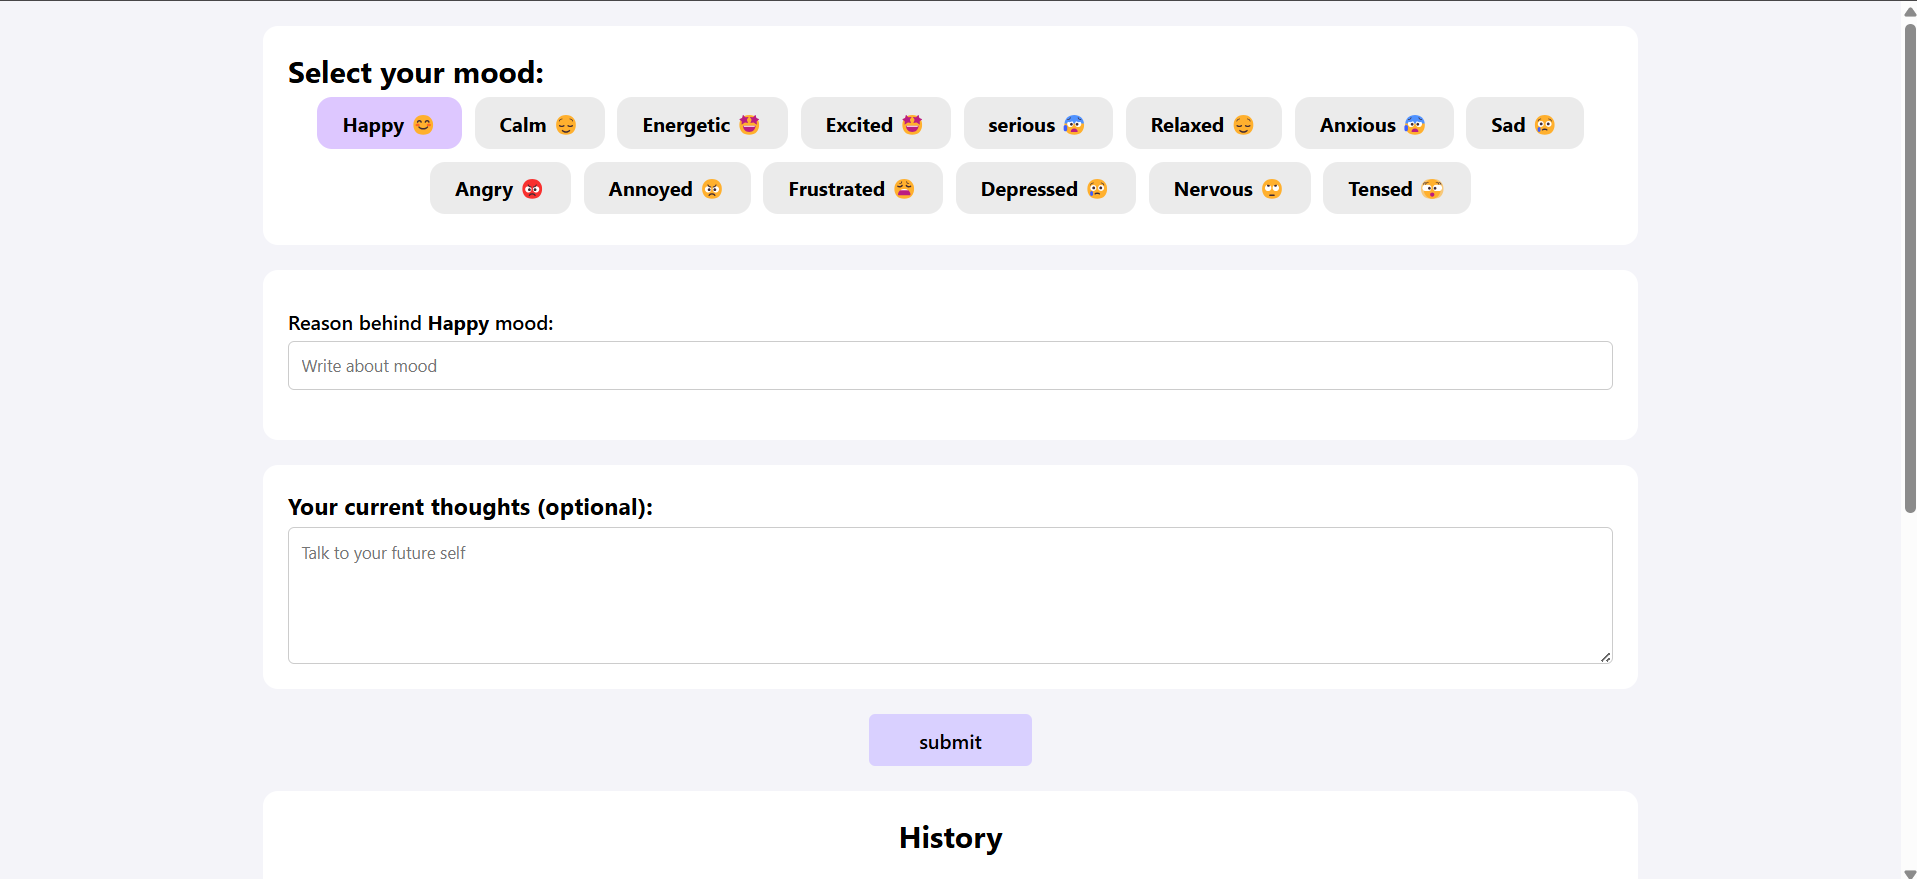 Select your mood:
Happy 😊 Calm 😌 Energetic 🤩 Excited 🤩 serious 😰 Relaxed 😌 Anxious 😰 Sad 😢
Angry 😡 Annoyed 😠 Frustrated 😩 Depressed 😢 Nervous 🙄 Tensed 😲
Reason behind Happy mood:
Write about mood
Your current thoughts (optional):
Talk to your future self
submit
History